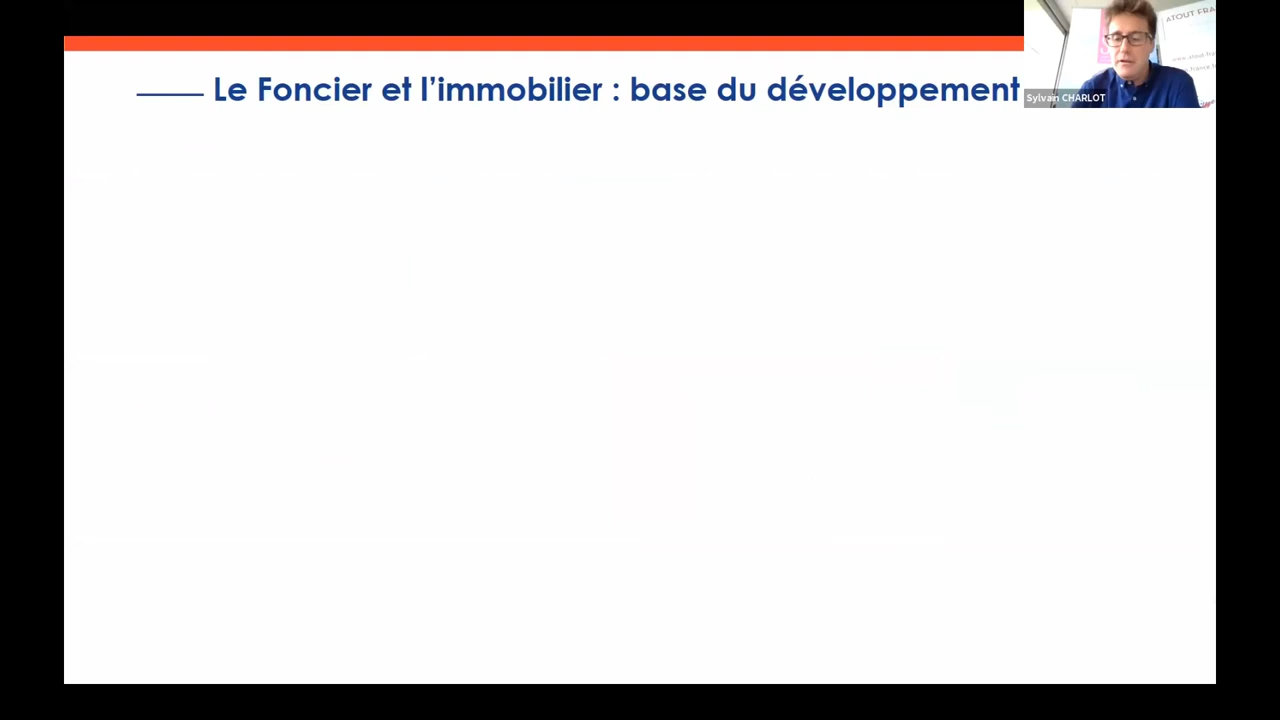 Le Foncier et l’immobilier : base du développement
ATOUT FRA
Sylvain CHARLOT